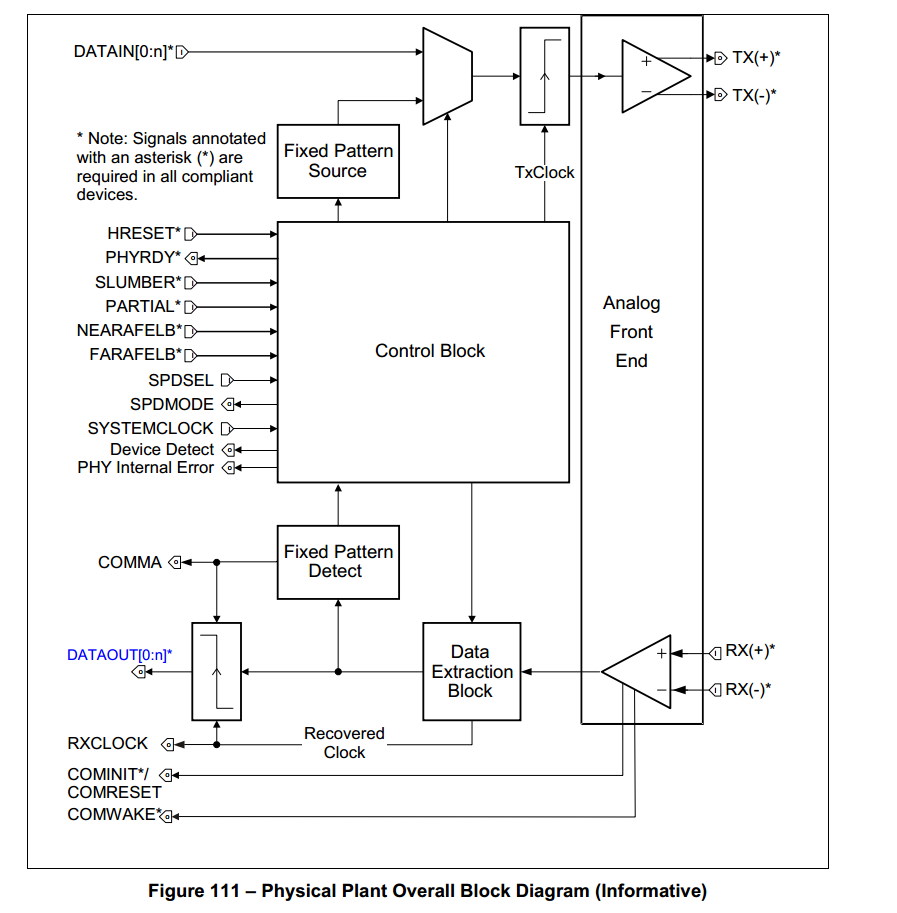 DATAIN[0:n]*
TX(+)*
+
−
TX(-)*
* Note: Signals annotated
with an asterisk (*) are
required in all compliant
devices.
Fixed Pattern
Source
TxClock
HRESET*
PHYRDY*
SLUMBER*
PARTIAL*
NEARAFELB*
FARAFELB*
SPDSEL
SPDMODE
SYSTEMCLOCK
Device Detect
PHY Internal Error
Control Block
Analog
Front
End
COMMA
Fixed Pattern
Detect
DATAOUT[0:n]*
Data
Extraction
Block
+
−
RX(+)*
RX(-)*
RXCLOCK
Recovered
Clock
COMINIT*/
COMRESET
COMWAKE*
Figure 111 – Physical Plant Overall Block Diagram (Informative)